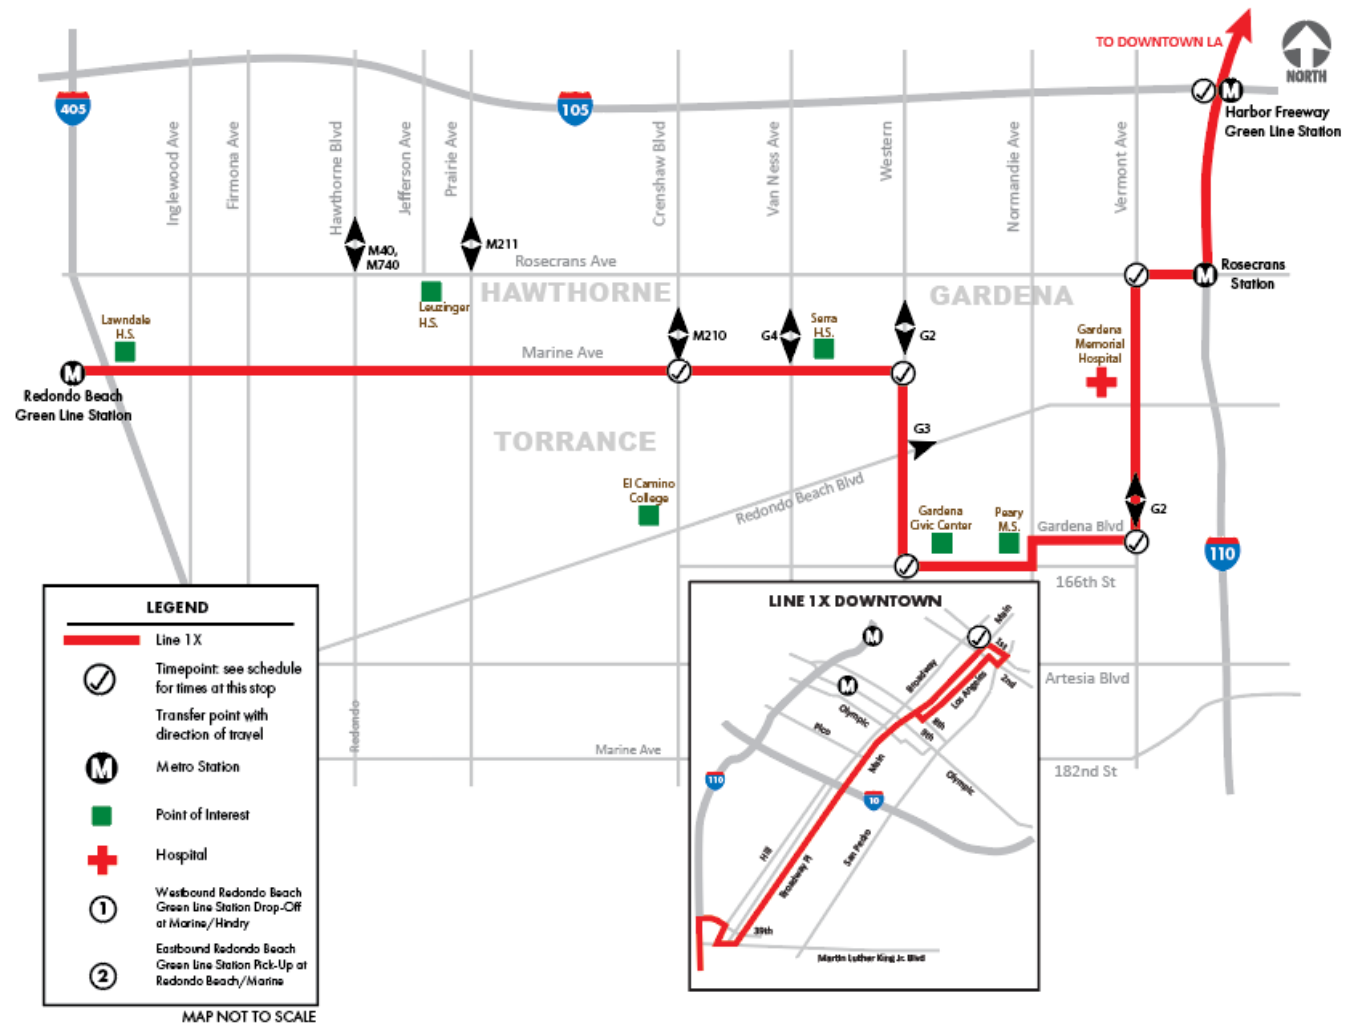 TO DOWNTOWN LA
NORTH
405
105
Harbor Freeway
Green Line Station
Inglewood Ave
Firmona Ave
Hawthorne Blvd
Jefferson Ave
Prairie Ave
Crenshaw Blvd
Van Ness Ave
Western
Normandie Ave
Vermont Ave
M40,
M740
M211
Rosecrans Ave
Rosecrans
Station
HAWTHORNE
GARDENA
Leuzinger
H.S.
Lawndale
H.S.
M210
G4
Serra
H.S.
G2
Gardena
Memorial
Hospital
Marine Ave
Redondo Beach
Green Line Station
TORRANCE
G3
El Camino
College
Redondo Beach Blvd
Gardena
Civic Center
Peary
M.S.
Gardena Blvd
G2
110
166th St
Artesia Blvd
Redondo
Marine Ave
182nd St
LEGEND
Line 1X
Timepoint: see schedule
for times at this stop
Transfer point with
direction of travel
M
Metro Station
Point of Interest
Hospital
1
Westbound Redondo Beach
Green Line Station Drop-Off
at Marine/Hindry
2
Eastbound Redondo Beach
Green Line Station Pick-Up at
Redondo Beach/Marine
MAP NOT TO SCALE
LINE 1X DOWNTOWN
Main
1st
2nd
Broadway
Los Angeles
Olympic
8th
9th
Pico
Main
Olympic
110
10
Hill
Broadway Pl
San Pedro
39th
Martin Luther King Jc. Blvd